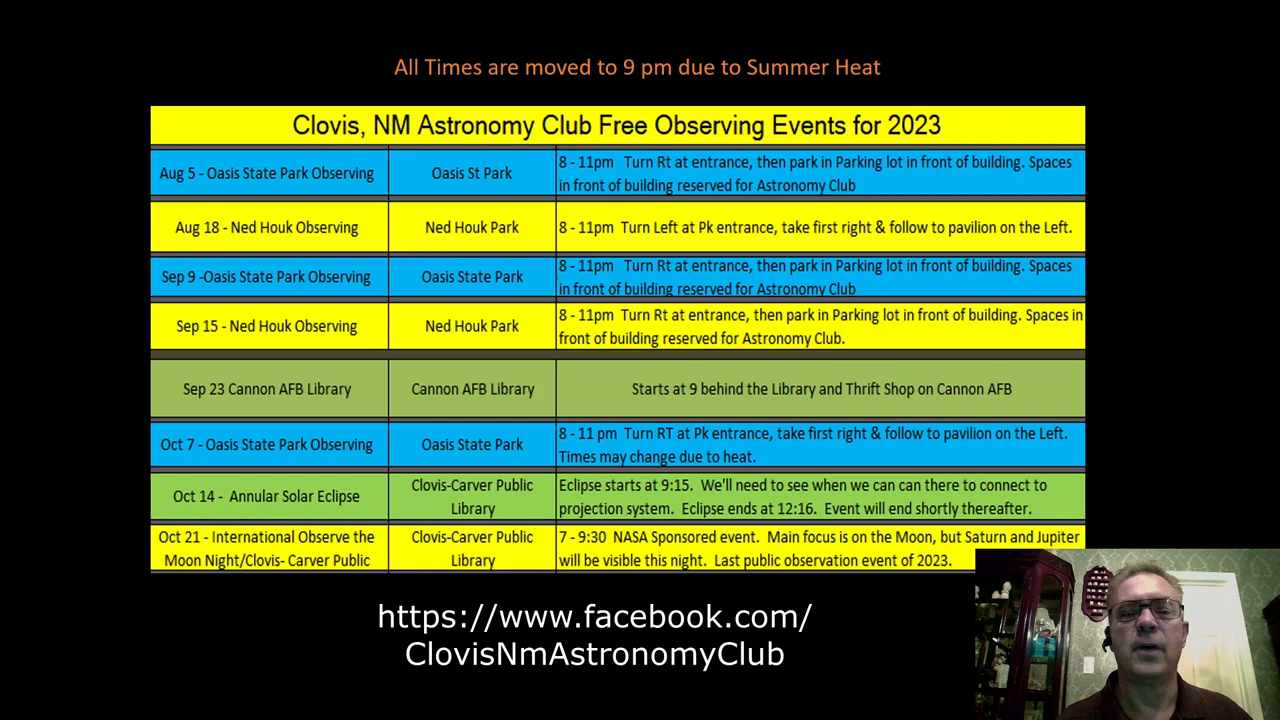 All Times are moved to 9 pm due to Summer Heat
Clovis, NM Astronomy Club Free Observing Events for 2023
Aug 5 - Oasis State Park Observing
Oasis St Park
8 - 11pm Turn Rt at entrance, then park in Parking lot in front of building. Spaces
in front of building reserved for Astronomy Club
Aug 18 - Ned Houk Observing
Ned Houk Park
8 - 11pm Turn Left at Pk entrance, take first right & follow to pavilion on the Left.
Sep 9 -Oasis State Park Observing
Oasis State Park
8 - 11pm Turn Rt at entrance, then park in Parking lot in front of building. Spaces
in front of building reserved for Astronomy Club
Sep 15 - Ned Houk Observing
Ned Houk Park
8 - 11pm Turn Rt at entrance, then park in Parking lot in front of building. Spaces in
front of building reserved for Astronomy Club.
Sep 23 Cannon AFB Library
Cannon AFB Library
Starts at 9 behind the Library and Thrift Shop on Cannon AFB
Oct 7 - Oasis State Park Observing
Oasis State Park
8 - 11 pm Turn RT at Pk entrance, take first right & follow to pavilion on the Left.
Times may change due to heat.
Oct 14 - Annular Solar Eclipse
Clovis-Carver Public
Library
Eclipse starts at 9:15. We'll need to see when we can can there to connect to
projection system. Eclipse ends at 12:16. Event will end shortly thereafter.
Oct 21 - International Observe the
Moon Night/Clovis- Carver Public
Clovis-Carver Public
Library
7 - 9:30 NASA Sponsored event. Main focus is on the Moon, but Saturn and Jupiter
will be visible this night. Last public observation event of 2023.
https://www.facebook.com/
ClovisNmAstronomyClub